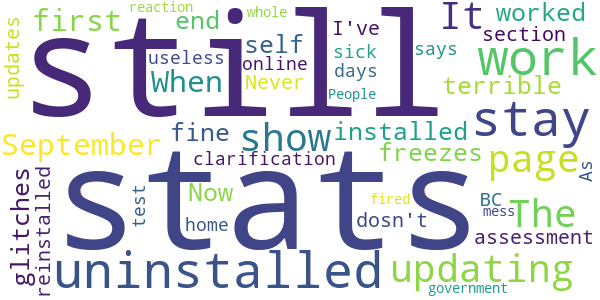 reaction whole
first end I've It worked
still
self section
updates useless sick says work
When online Never days terrible
People
September fine show installed stay
clarification freezes page As
glitches reinstalled test Now stats
home fired dosn't BC The
mess assessment
uninstalled updating
government